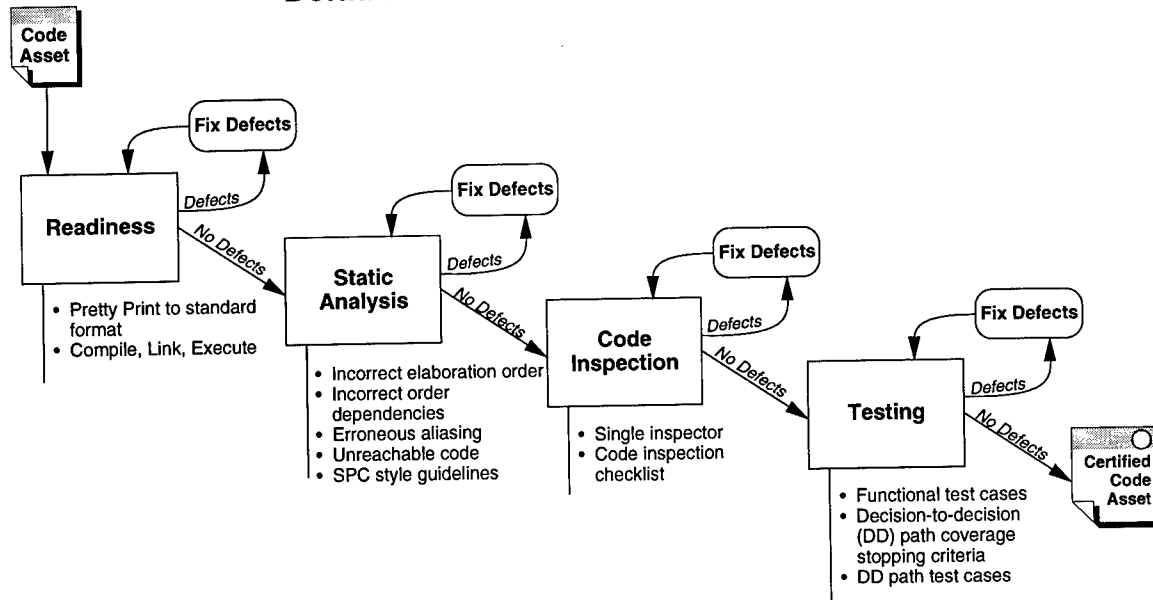 Code
Asset
Fix Defects
Defects
Readiness
No Defects
• Pretty Print to standard
format
• Compile, Link, Execute
Fix Defects
Defects
Static
Analysis
No Defects
• Incorrect elaboration order
• Incorrect order
dependencies
• Erroneous aliasing
• Unreachable code
• SPC style guidelines
Fix Defects
Defects
Code
Inspection
No Defects
• Single inspector
• Code inspection
checklist
Fix Defects
Defects
Testing
No Defects
• Functional test cases
• Decision-to-decision
(DD) path coverage
stopping criteria
• DD path test cases
Certified
Code
Asset